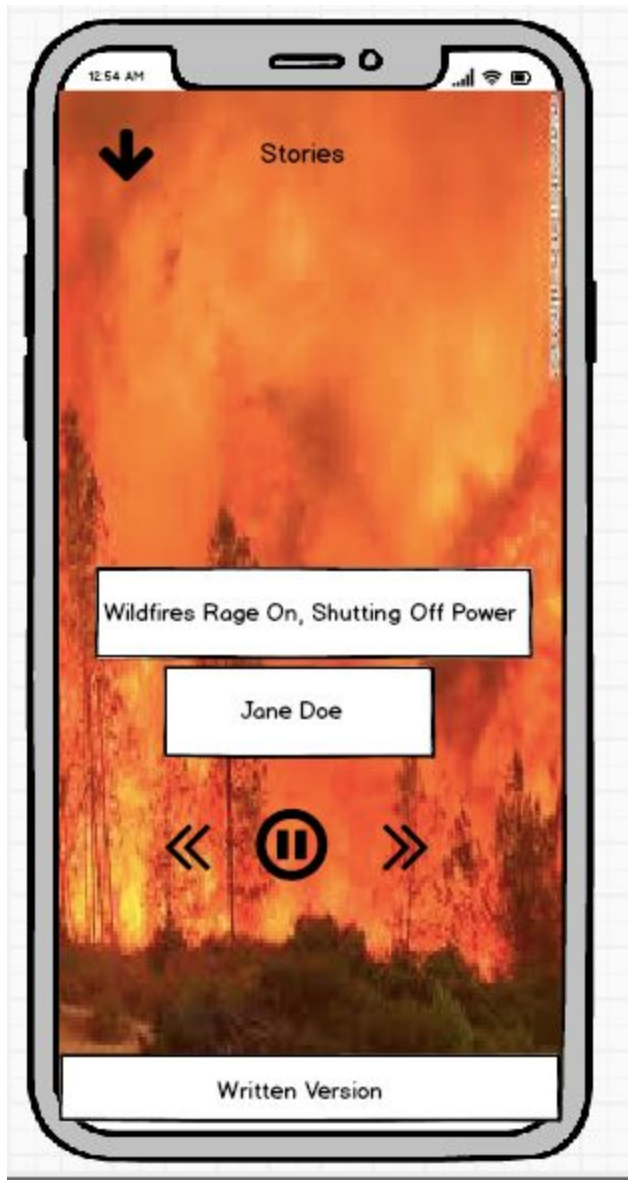 12:54 AM
Stories
Wildfires Rage On, Shutting Off Power
Jane Doe
Written Version